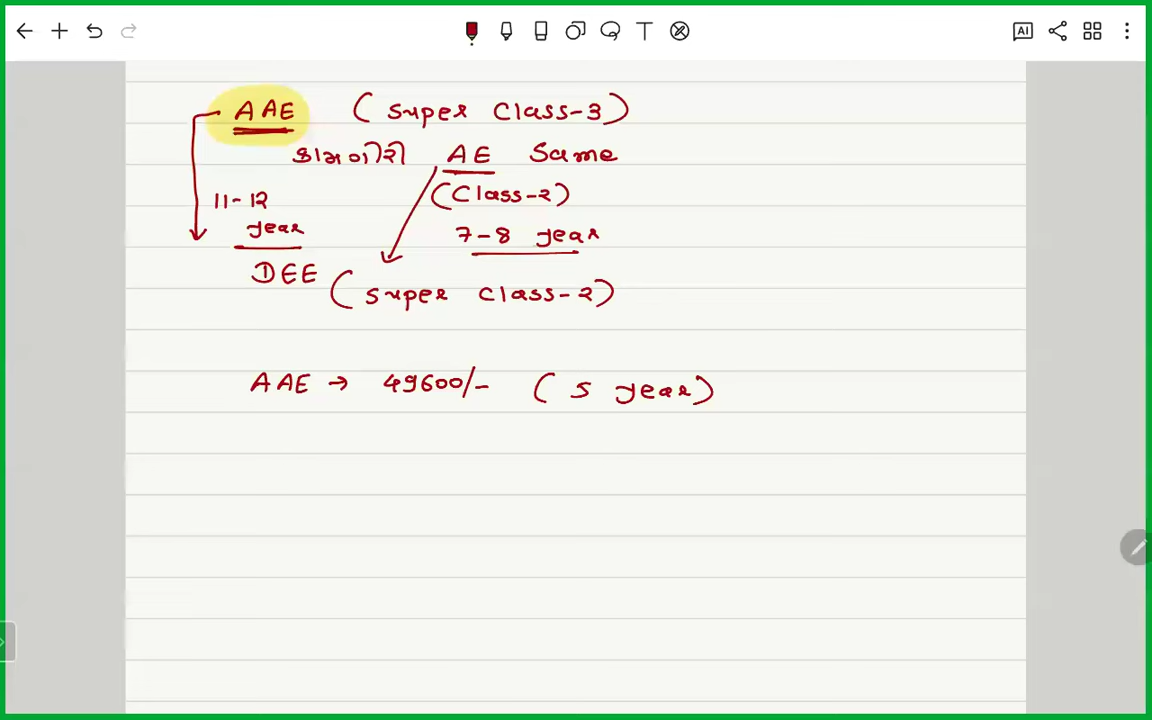 AAE (Super Class-3)
કામગીરી AE Same
(Class-2)
11-12 year
7-8 year
DEE (Super Class-2)
AAE → 49600/- (5 year)